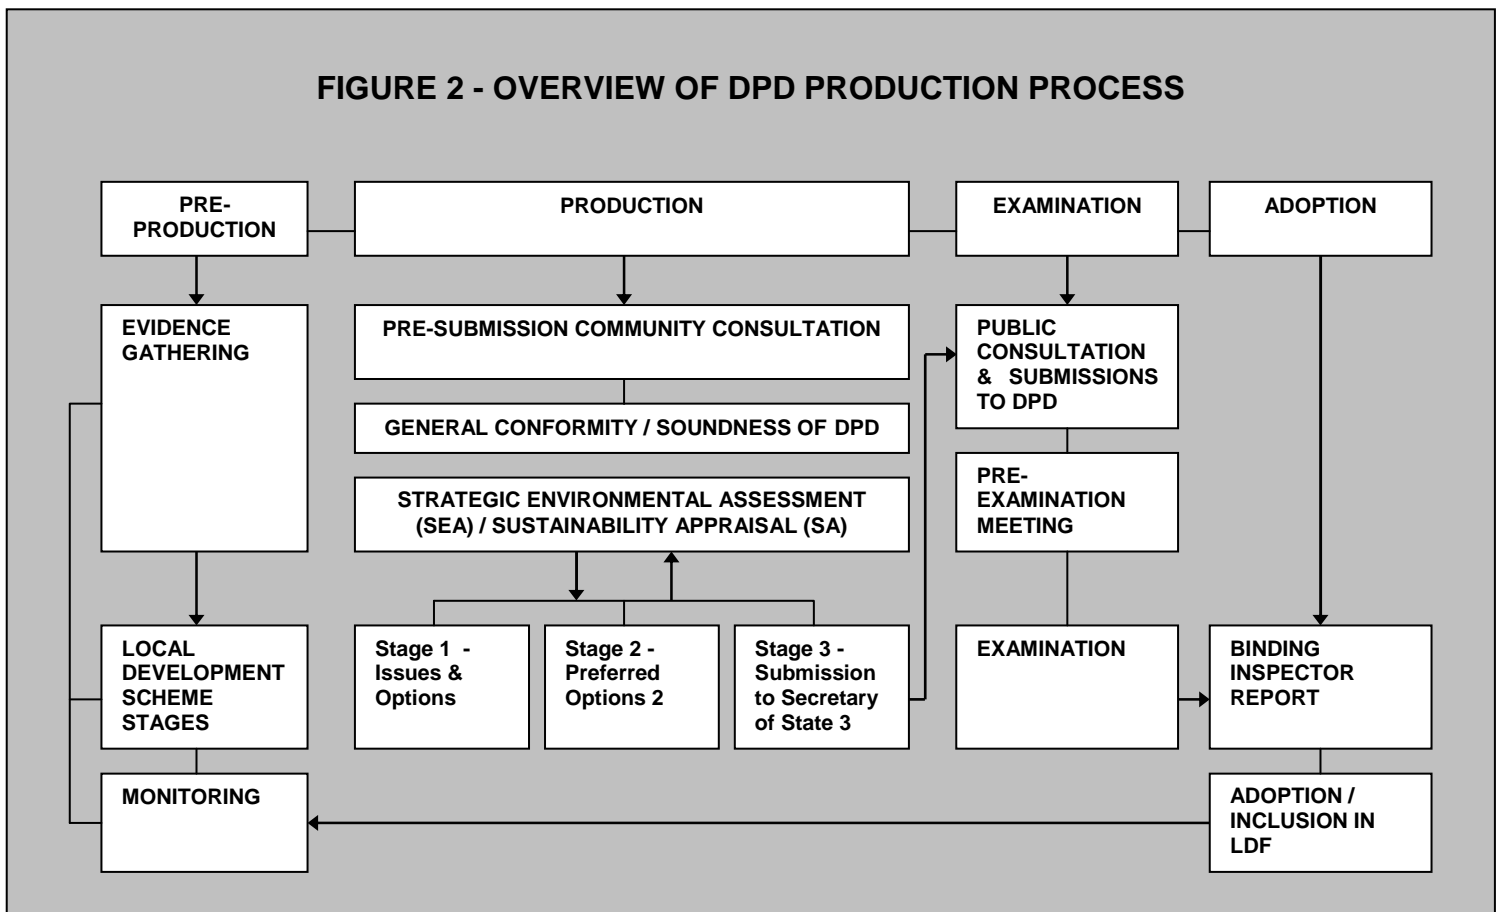 FIGURE 2 - OVERVIEW OF DPD PRODUCTION PROCESS
PRE-
PRODUCTION
PRODUCTION
EXAMINATION
ADOPTION
EVIDENCE
GATHERING
PRE-SUBMISSION COMMUNITY CONSULTATION
PUBLIC
CONSULTATION
& SUBMISSIONS
TO DPD
GENERAL CONFORMITY / SOUNDNESS OF DPD
STRATEGIC ENVIRONMENTAL ASSESSMENT
(SEA) / SUSTAINABILITY APPRAISAL (SA)
PRE-
EXAMINATION
MEETING
LOCAL
DEVELOPMENT
SCHEME
STAGES
Stage 1 -
Issues &
Options
Stage 2 -
Preferred
Options 2
Stage 3 -
Submission
to Secretary
of State 3
EXAMINATION
BINDING
INSPECTOR
REPORT
MONITORING
ADOPTION /
INCLUSION IN
LDF